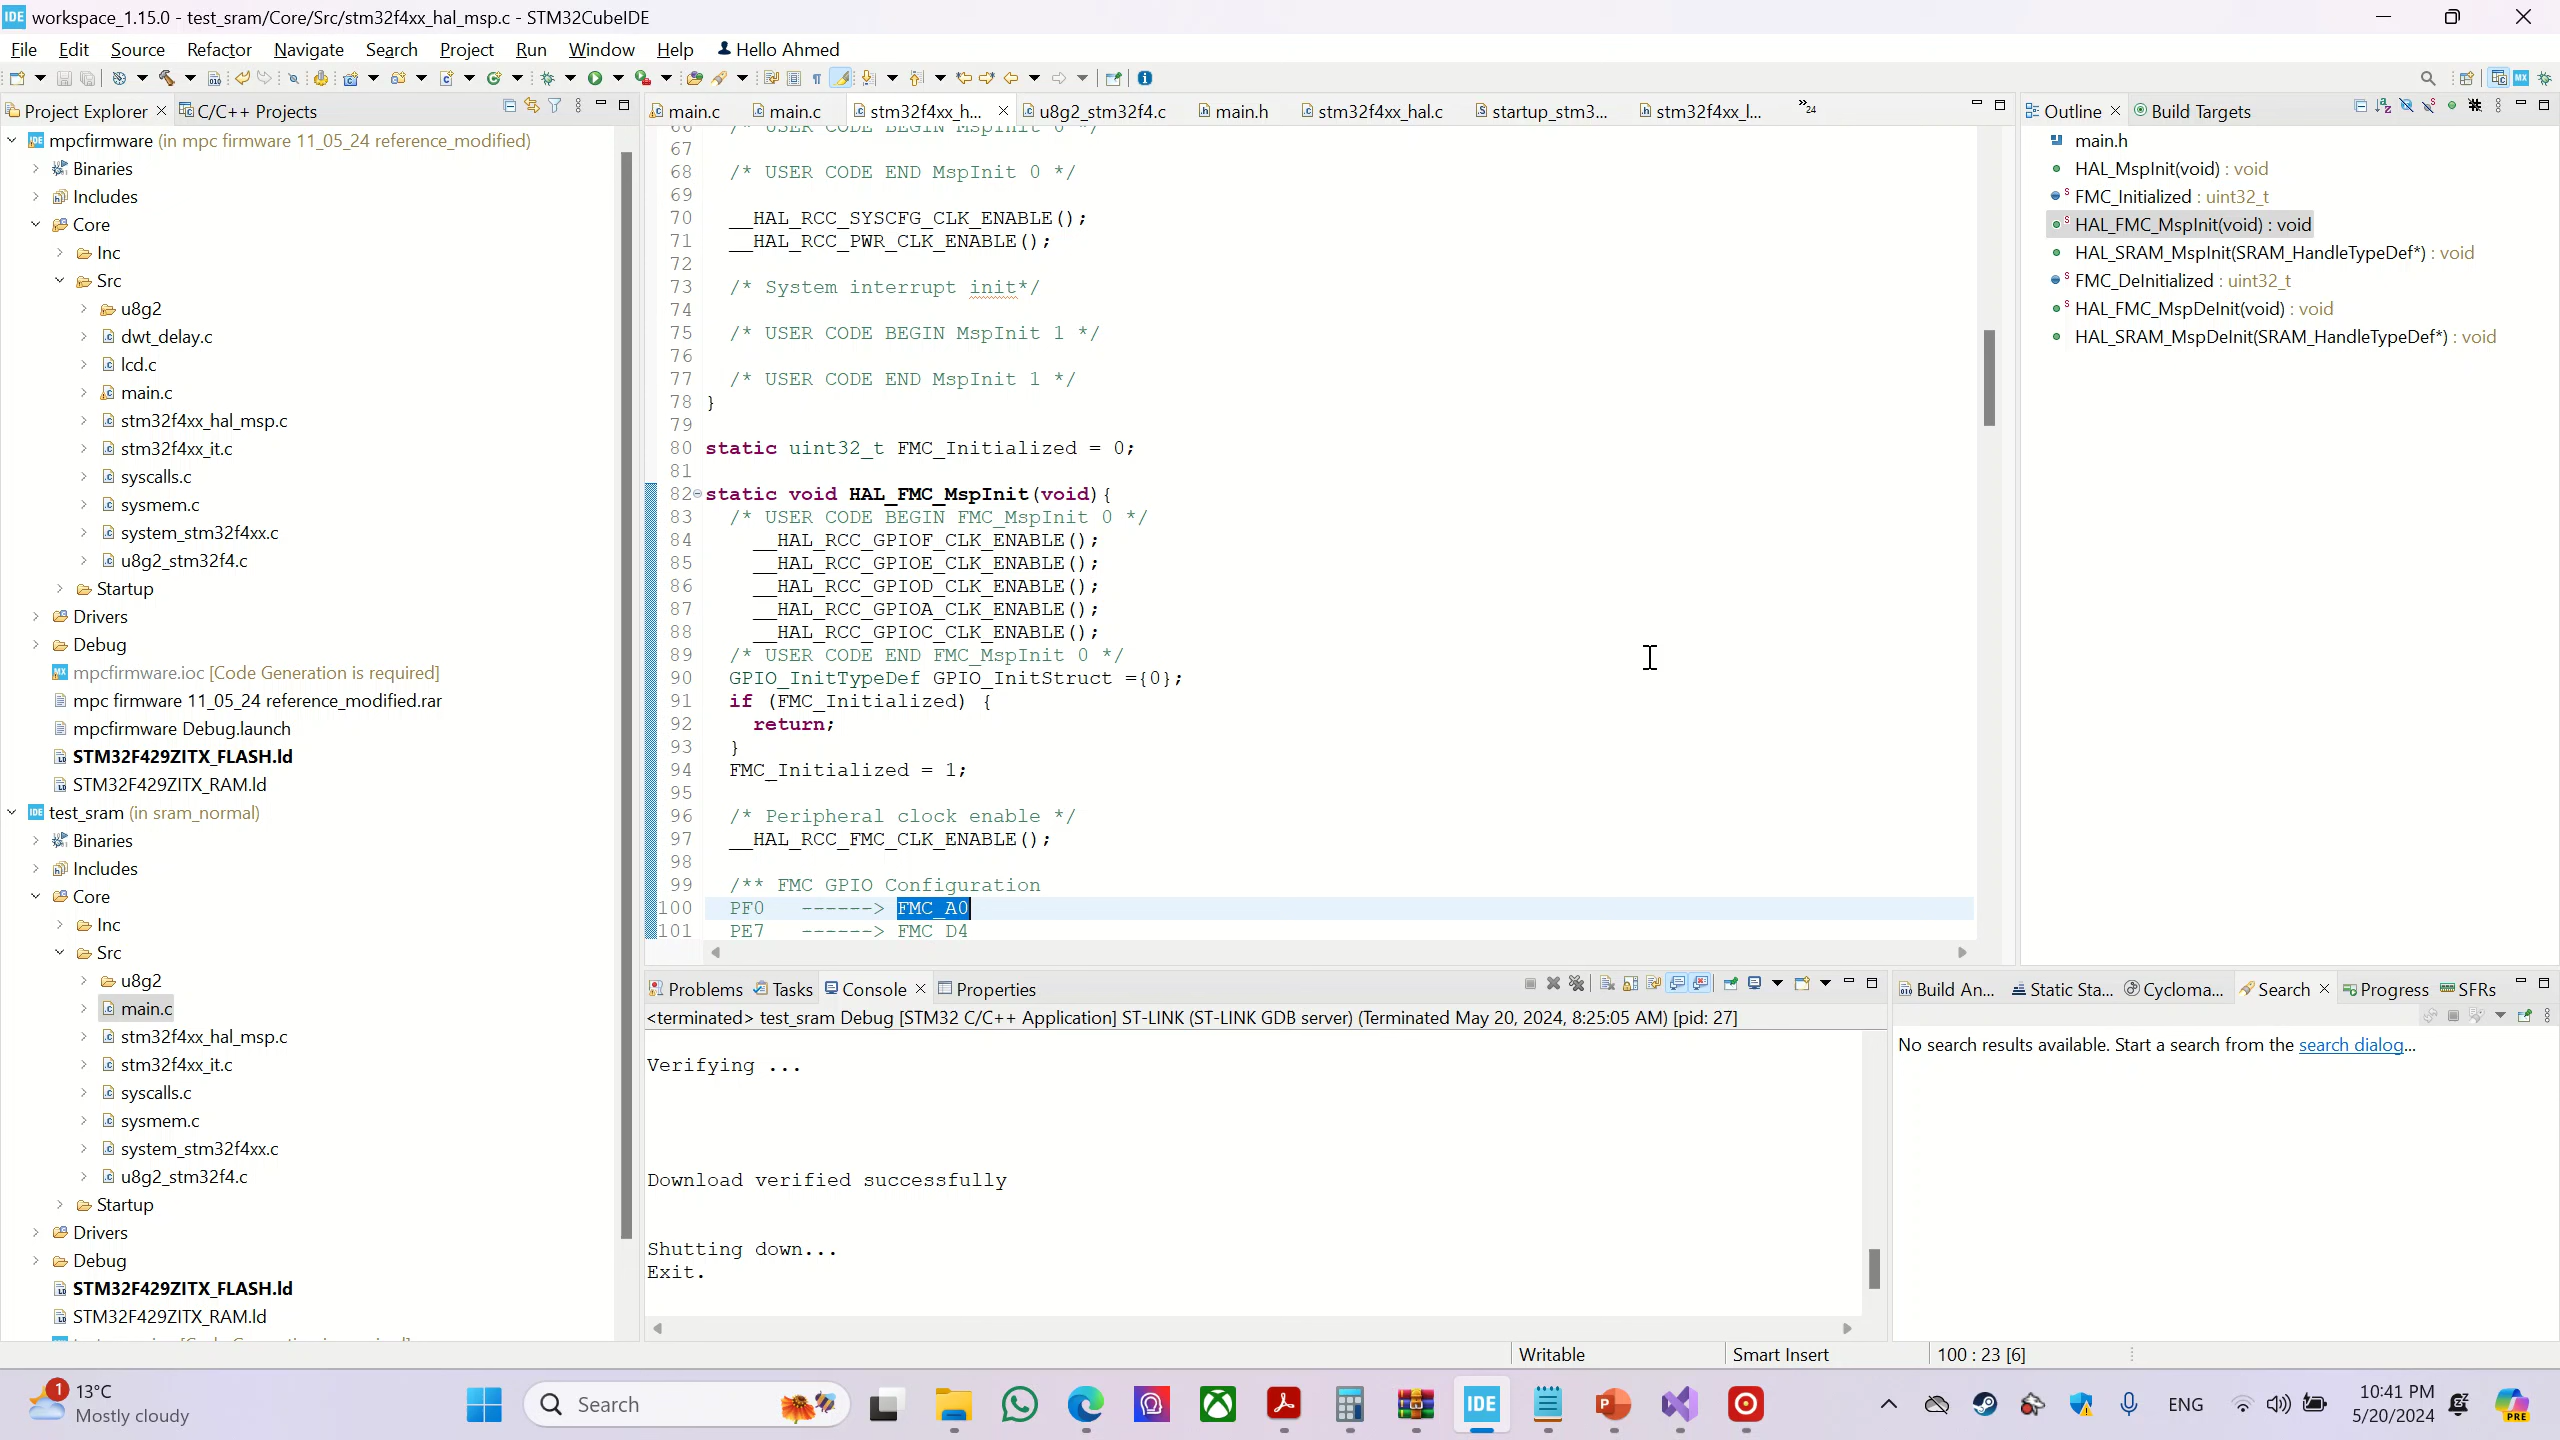 workspace_1.15.0 - test_sram/Core/Src/stm32f4xx_hal_msp.c - STM32CubeIDE
File Edit Source Refactor Navigate Search Project Run Window Help Hello Ahmed
Project Explorer C/C++ Projects
mpcfirmware (in mpc firmware 11_05_24 reference_modified)
Binaries
Includes
Core
Inc
Src
u8g2
dwt_delay.c
lcd.c
main.c
stm32f4xx_hal_msp.c
stm32f4xx_it.c
syscalls.c
sysmem.c
system_stm32f4xx.c
u8g2_stm32f4.c
Startup
Drivers
Debug
mpcfirmware.ioc [Code Generation is required]
mpc firmware 11_05_24 reference_modified.rar
mpcfirmware Debug.launch
STM32F429ZITX_FLASH.ld
STM32F429ZITX_RAM.ld
test_sram (in sram_normal)
Binaries
Includes
Core
Inc
Src
u8g2
main.c
stm32f4xx_hal_msp.c
stm32f4xx_it.c
syscalls.c
sysmem.c
system_stm32f4xx.c
u8g2_stm32f4.c
Startup
Drivers
Debug
STM32F429ZITX_FLASH.ld
STM32F429ZITX_RAM.ld
main.c main.c stm32f4xx_h... u8g2_stm32f4.c main.h stm32f4xx_hal.c startup_stm3... stm32f4xx_l... 24
66 /* USER CODE BEGIN MspInit 0 */
67
68 /* USER CODE END MspInit 0 */
69
70 __HAL_RCC_SYSCFG_CLK_ENABLE();
71 __HAL_RCC_PWR_CLK_ENABLE();
72
73 /* System interrupt init*/
74
75 /* USER CODE BEGIN MspInit 1 */
76
77 /* USER CODE END MspInit 1 */
78 }
79
80 static uint32_t FMC_Initialized = 0;
81
82 static void HAL_FMC_MspInit(void){
83 /* USER CODE BEGIN FMC_MspInit 0 */
84 __HAL_RCC_GPIOF_CLK_ENABLE();
85 __HAL_RCC_GPIOE_CLK_ENABLE();
86 __HAL_RCC_GPIOD_CLK_ENABLE();
87 __HAL_RCC_GPIOA_CLK_ENABLE();
88 __HAL_RCC_GPIOC_CLK_ENABLE();
89 /* USER CODE END FMC_MspInit 0 */
90 GPIO_InitTypeDef GPIO_InitStruct ={0};
91 if (FMC_Initialized) {
92 return;
93 }
94 FMC_Initialized = 1;
95
96 /* Peripheral clock enable */
97 __HAL_RCC_FMC_CLK_ENABLE();
98
99 /** FMC GPIO Configuration
100 PF0 ------> FMC_A0
101 PE7 ------> FMC_D4
Outline Build Targets
main.h
HAL_MspInit(void) : void
FMC_Initialized : uint32_t
HAL_FMC_MspInit(void) : void
HAL_SRAM_MspInit(SRAM_HandleTypeDef*) : void
FMC_DeInitialized : uint32_t
HAL_FMC_MspDeInit(void) : void
HAL_SRAM_MspDeInit(SRAM_HandleTypeDef*) : void
Problems Tasks Console Properties
<terminated> test_sram Debug [STM32 C/C++ Application] ST-LINK (ST-LINK GDB server) (Terminated May 20, 2024, 8:25:05 AM) [pid: 27]
Verifying ...
Download verified successfully
Shutting down...
Exit.
Build An... Static Sta... Cycloma... Search Progress SFRs
No search results available. Start a search from the search dialog...
Writable Smart Insert 100 : 23 [6]
1 13°C
Mostly cloudy
Search
IDE
ENG
10:41 PM
5/20/2024
PRE